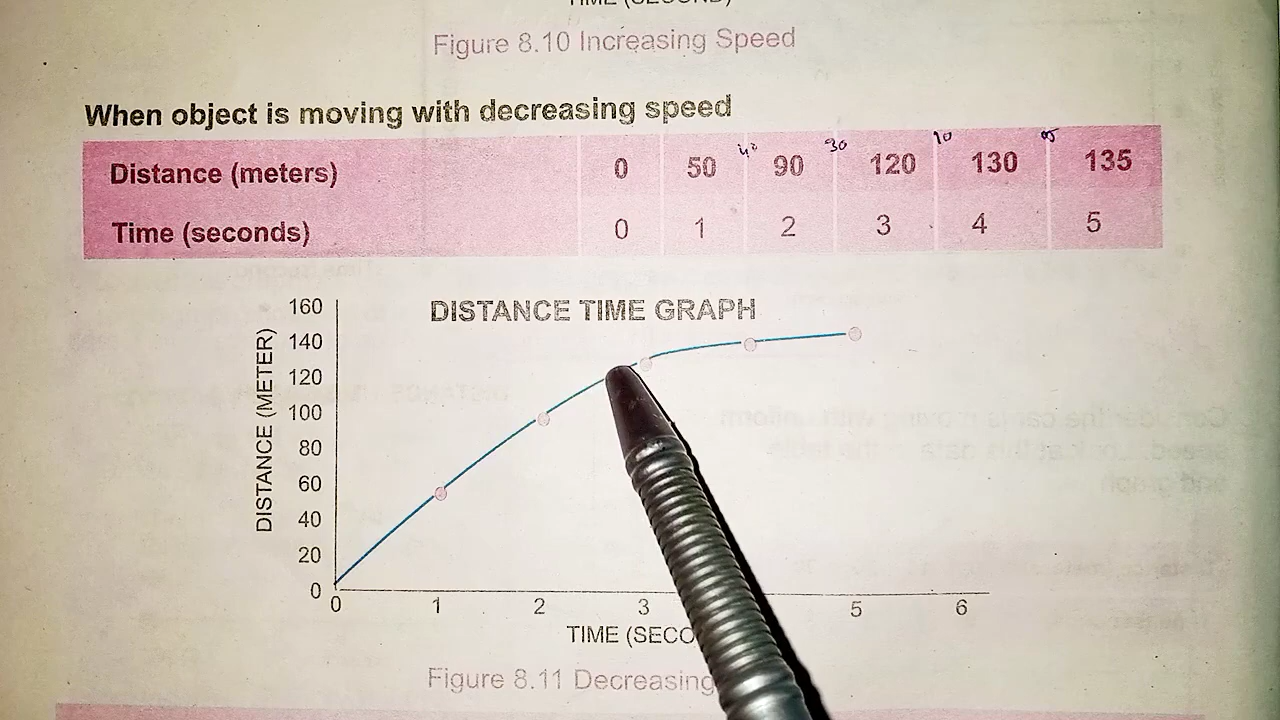 Figure 8.10 Increasing Speed
When object is moving with decreasing speed
40 30 10 05
Distance (meters) 0 50 90 120 130 135
Time (seconds) 0 1 2 3 4 5
DISTANCE TIME GRAPH
160
140
120
100
80
60
40
20
0
DISTANCE (METER)
0 1 2 3 5 6
TIME (SECO
Figure 8.11 Decreasing